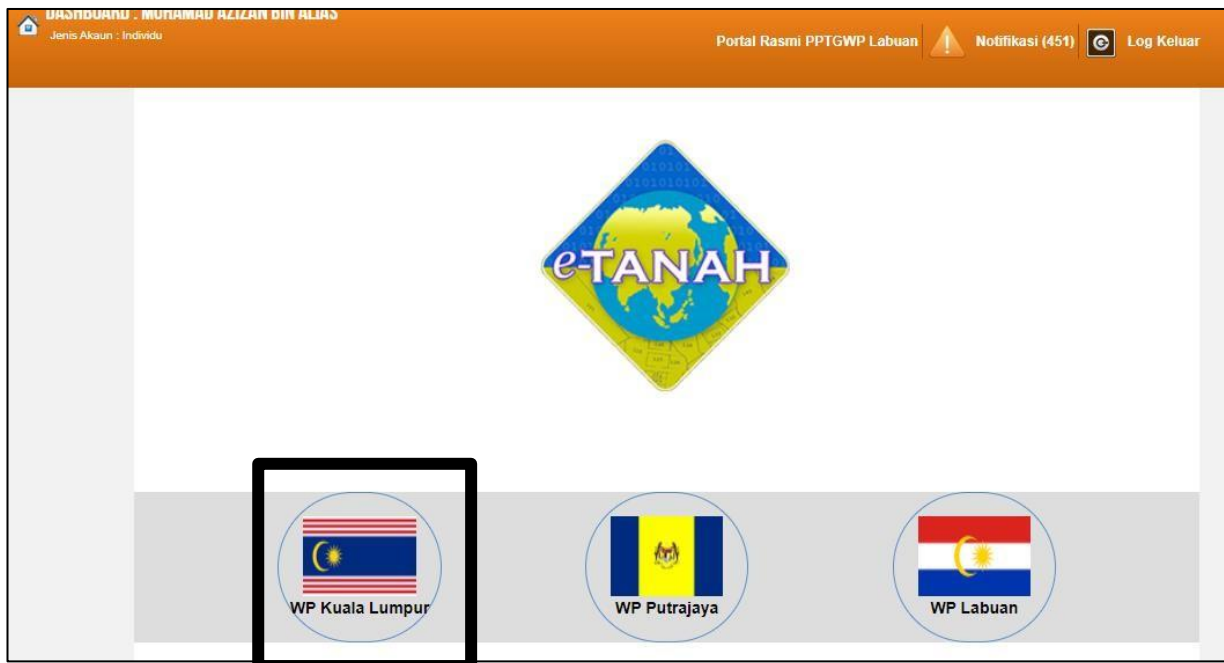 DASHBOARD : MUHAMAD AZIZAN BIN ALIAS
Jenis Akaun : Individu
Portal Rasmi PPTGWP Labuan
Notifikasi (451)
Log Keluar
e-TANAH
WP Kuala Lumpur
WP Putrajaya
WP Labuan